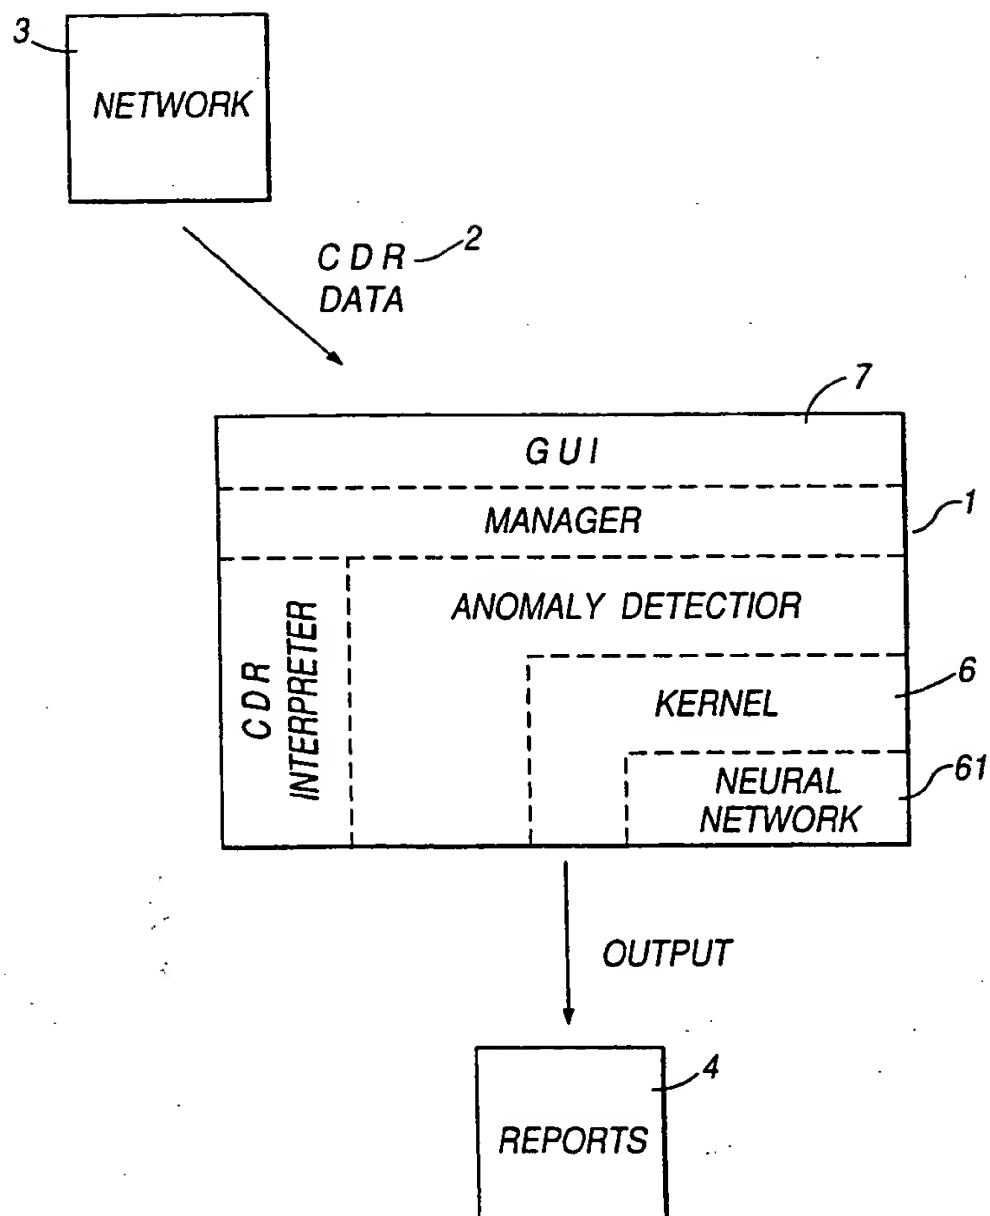 3
NETWORK
CDR 2
DATA
7
GUI
MANAGER
1
ANOMALY DETECTIOR
CDR
INTERPRETER
KERNEL
6
NEURAL
NETWORK
61
OUTPUT
4
REPORTS